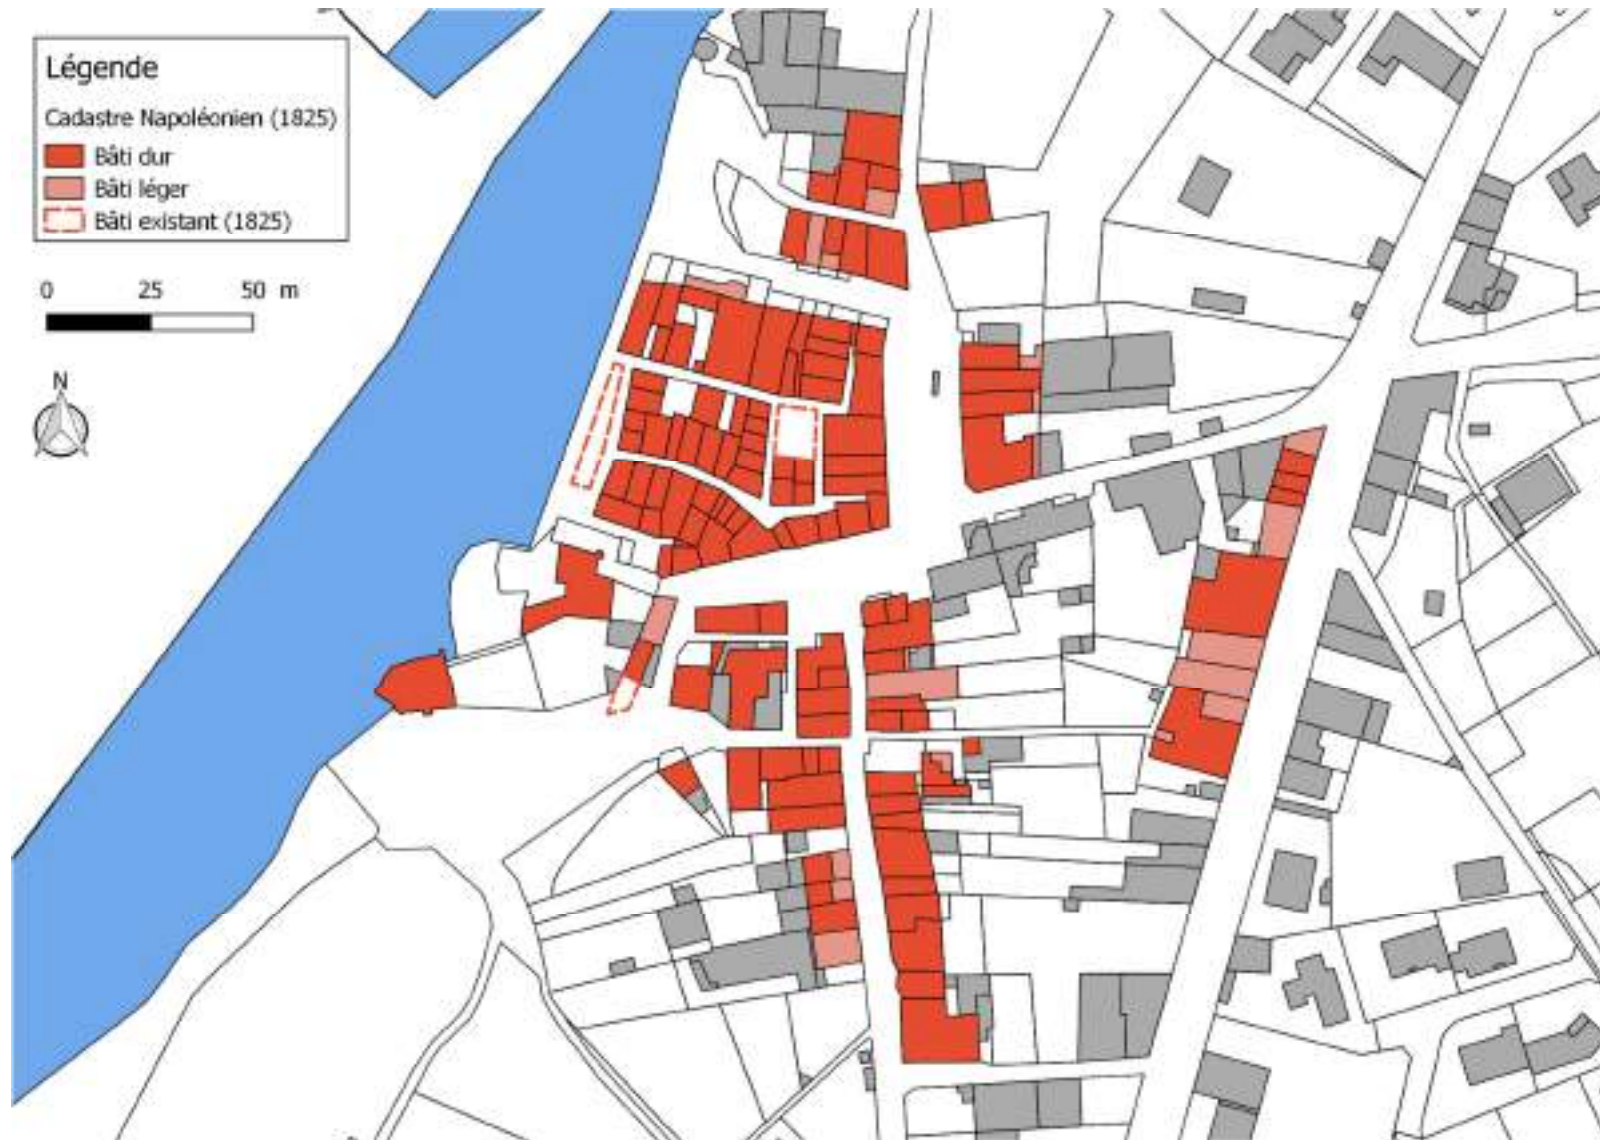 Légende
Cadastre Napoléonien (1825)
Bâti dur
Bâti léger
Bâti existant (1825)
0 25 50 m
N